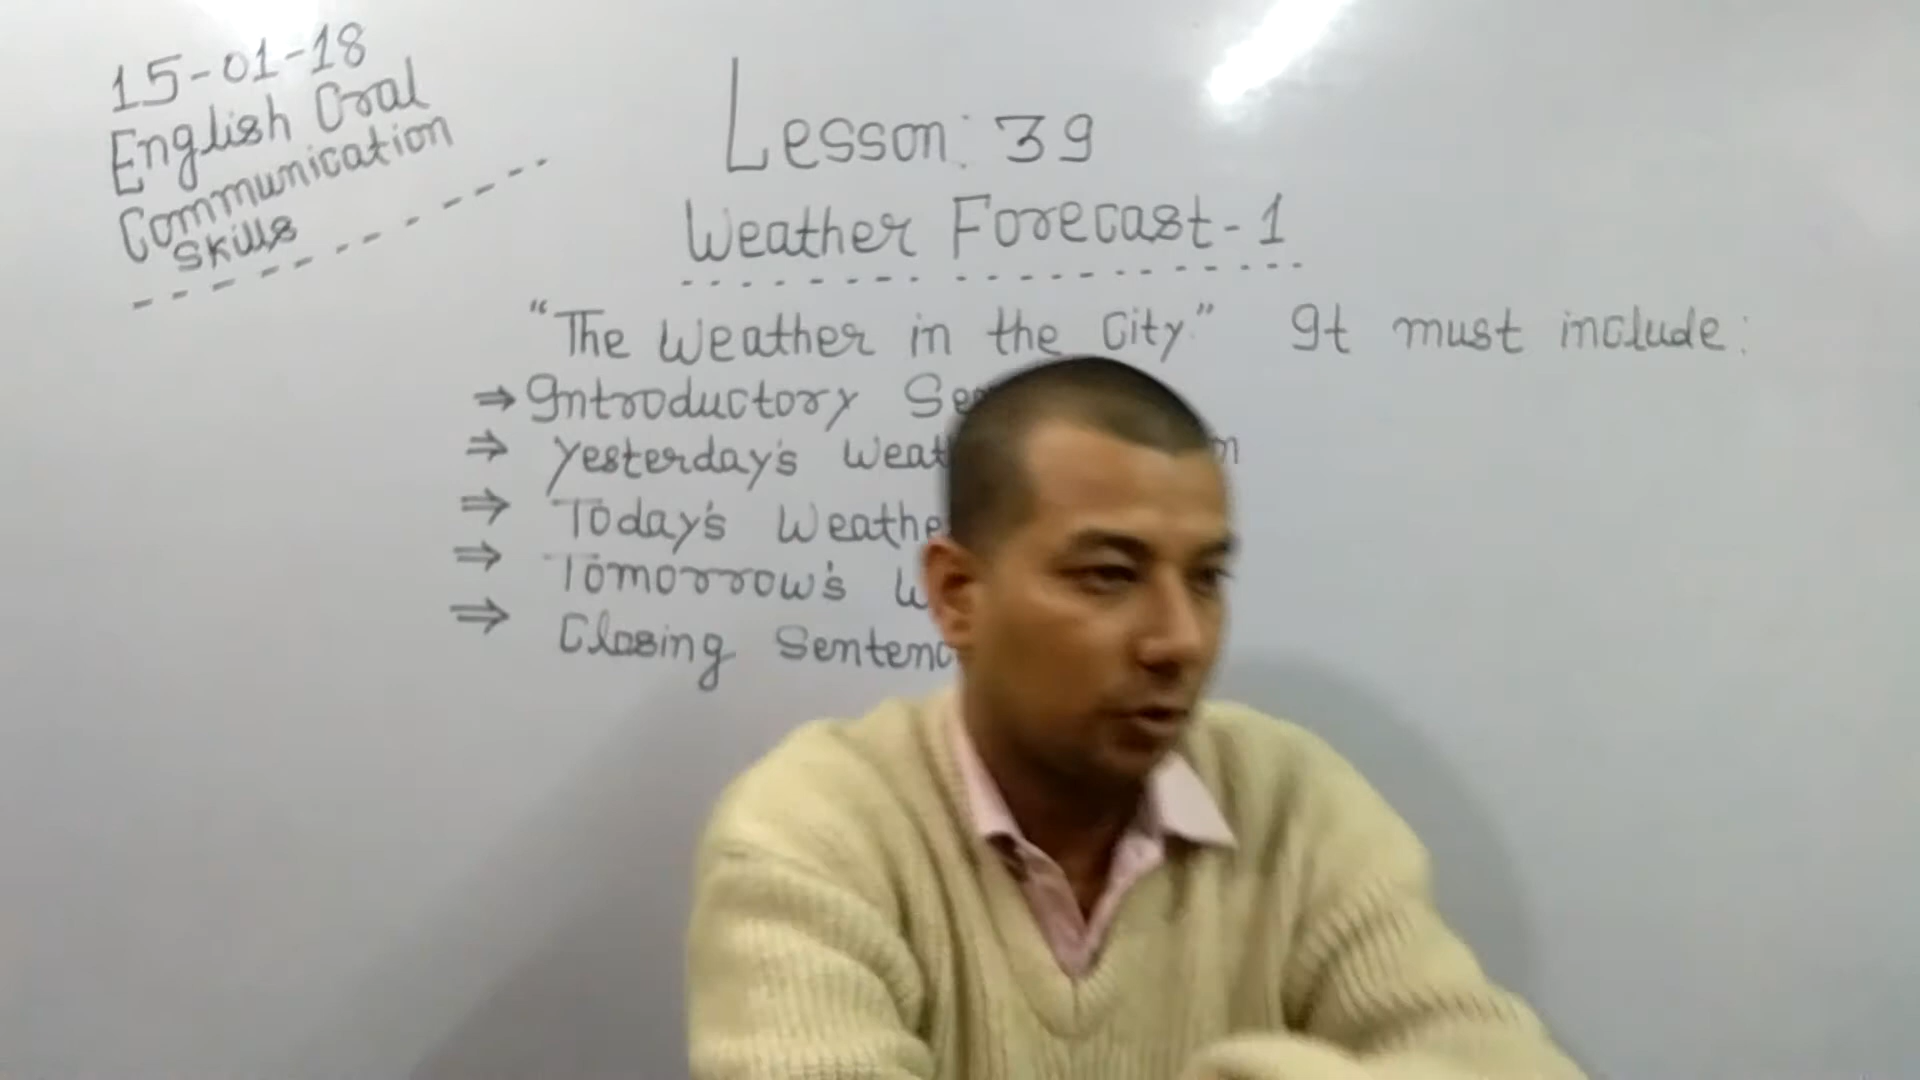 15-01-18
English Oral
Communication
Skills
Lesson: 39
Weather Forecast-1
"The Weather in the City." It must include:
⇒ Introductory
⇒ Yesterday's
⇒ Today's
⇒ Tomorrow's
⇒ Closing